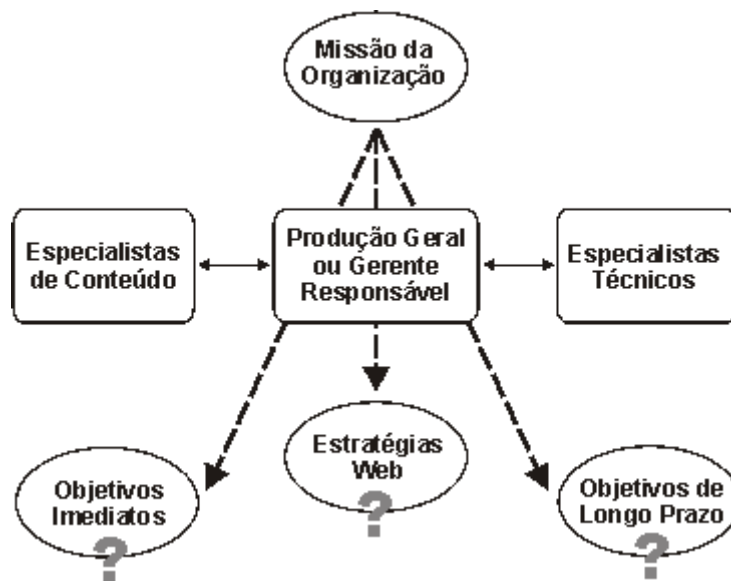 Missão da
Organização
Especialistas
de Conteúdo
Produção Geral
ou Gerente
Responsável
Especialistas
Técnicos
Objetivos
Imediatos
?
Estratégias
Web
?
Objetivos de
Longo Prazo
?